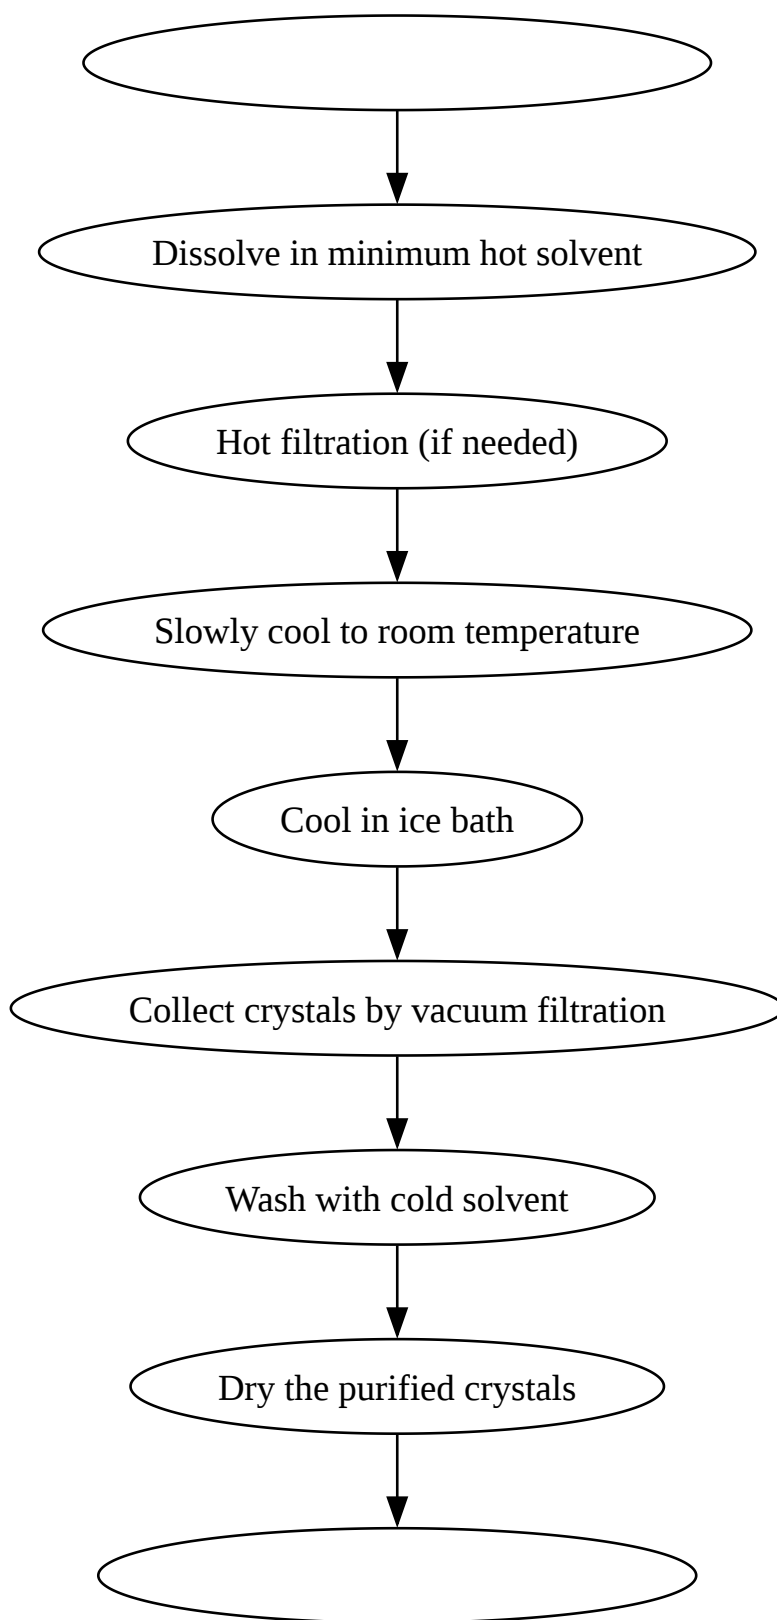 Dissolve in minimum hot solvent
Hot filtration (if needed)
Slowly cool to room temperature
Cool in ice bath
Collect crystals by vacuum filtration
Wash with cold solvent
Dry the purified crystals